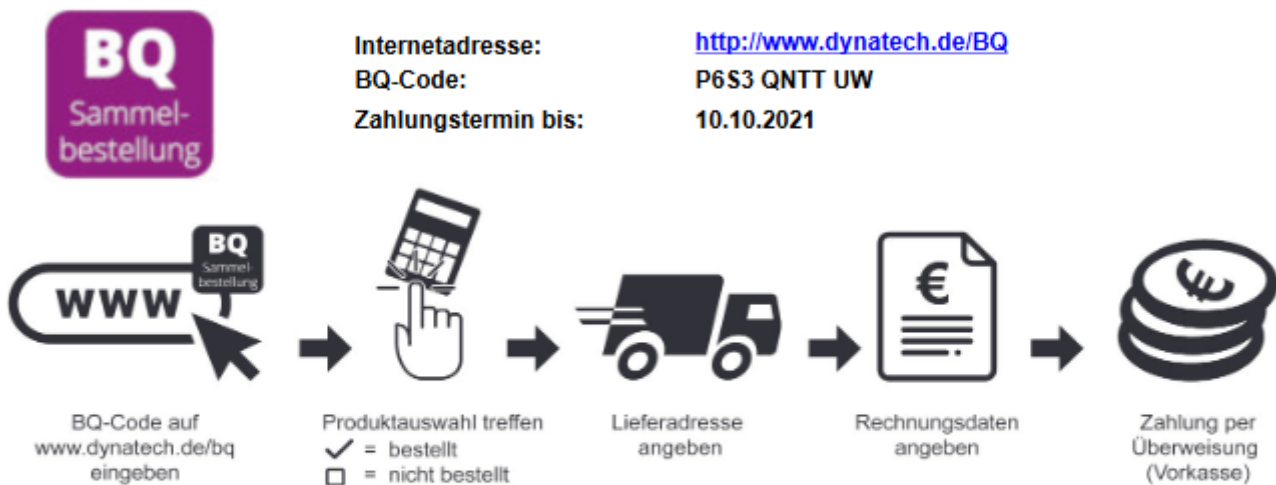 BQ
Sammel-
bestellung
Internetadresse: http://www.dynatech.de/BQ
BQ-Code: P6S3 QNTT UW
Zahlungstermin bis: 10.10.2021
www
BQ
Sammel-
bestellung
€
€
BQ-Code auf
www.dynatech.de/bq
eingeben
Produktauswahl treffen
✓ = bestellt
☐ = nicht bestellt
Lieferadresse
angeben
Rechnungsdaten
angeben
Zahlung per
Überweisung
(Vorkasse)